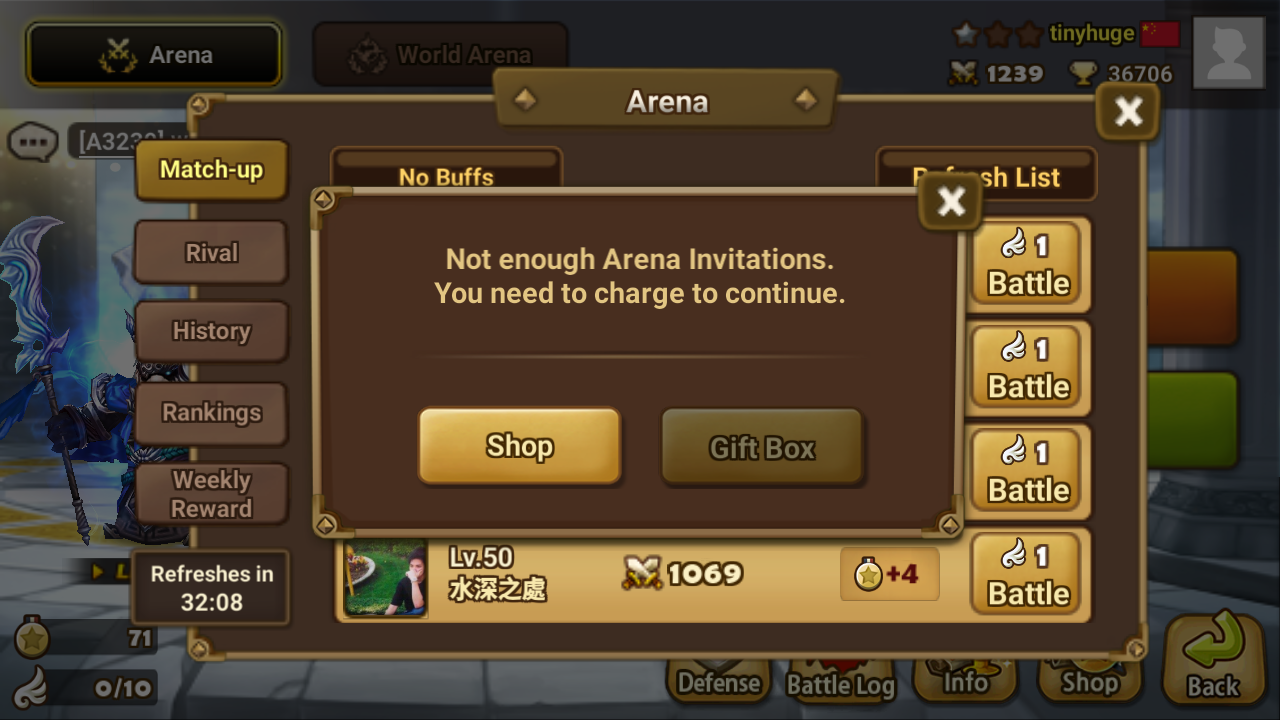 Arena
World Arena
tinyhuge
1239
36706
Arena
[A323
Match-up
No Buffs
Refresh List
Rival
History
Rankings
Weekly
Reward
Refreshes in
32:08
Not enough Arena Invitations.
You need to charge to continue.
Shop
Gift Box
1
Battle
1
Battle
1
Battle
Lv.50
水深之處
1069
+4
1
Battle
71
0/10
Defense
Battle Log
Info
Shop
Back